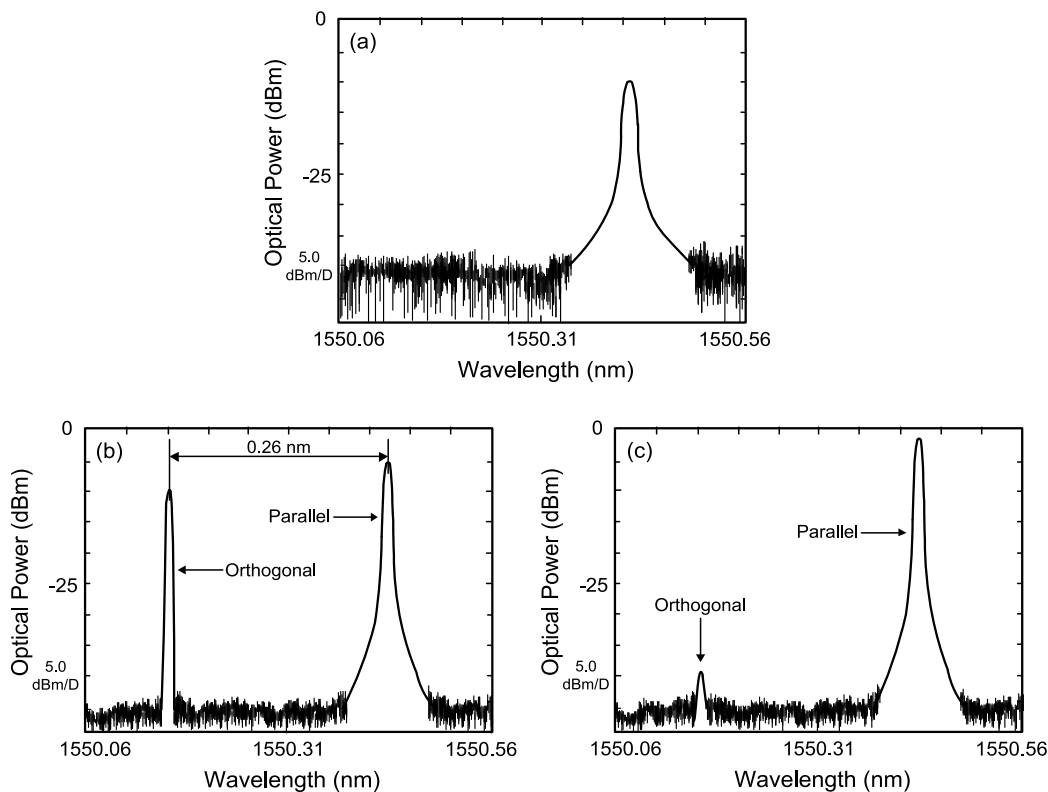 0
(a)
Optical Power (dBm)
-25
5.0
dBm/D
1550.06
1550.31
1550.56
Wavelength (nm)
0
(b)
0.26 nm
Optical Power (dBm)
Parallel
Orthogonal
-25
5.0
dBm/D
1550.06
1550.31
1550.56
Wavelength (nm)
0
(c)
Optical Power (dBm)
Parallel
-25
Orthogonal
5.0
dBm/D
1550.06
1550.31
1550.56
Wavelength (nm)